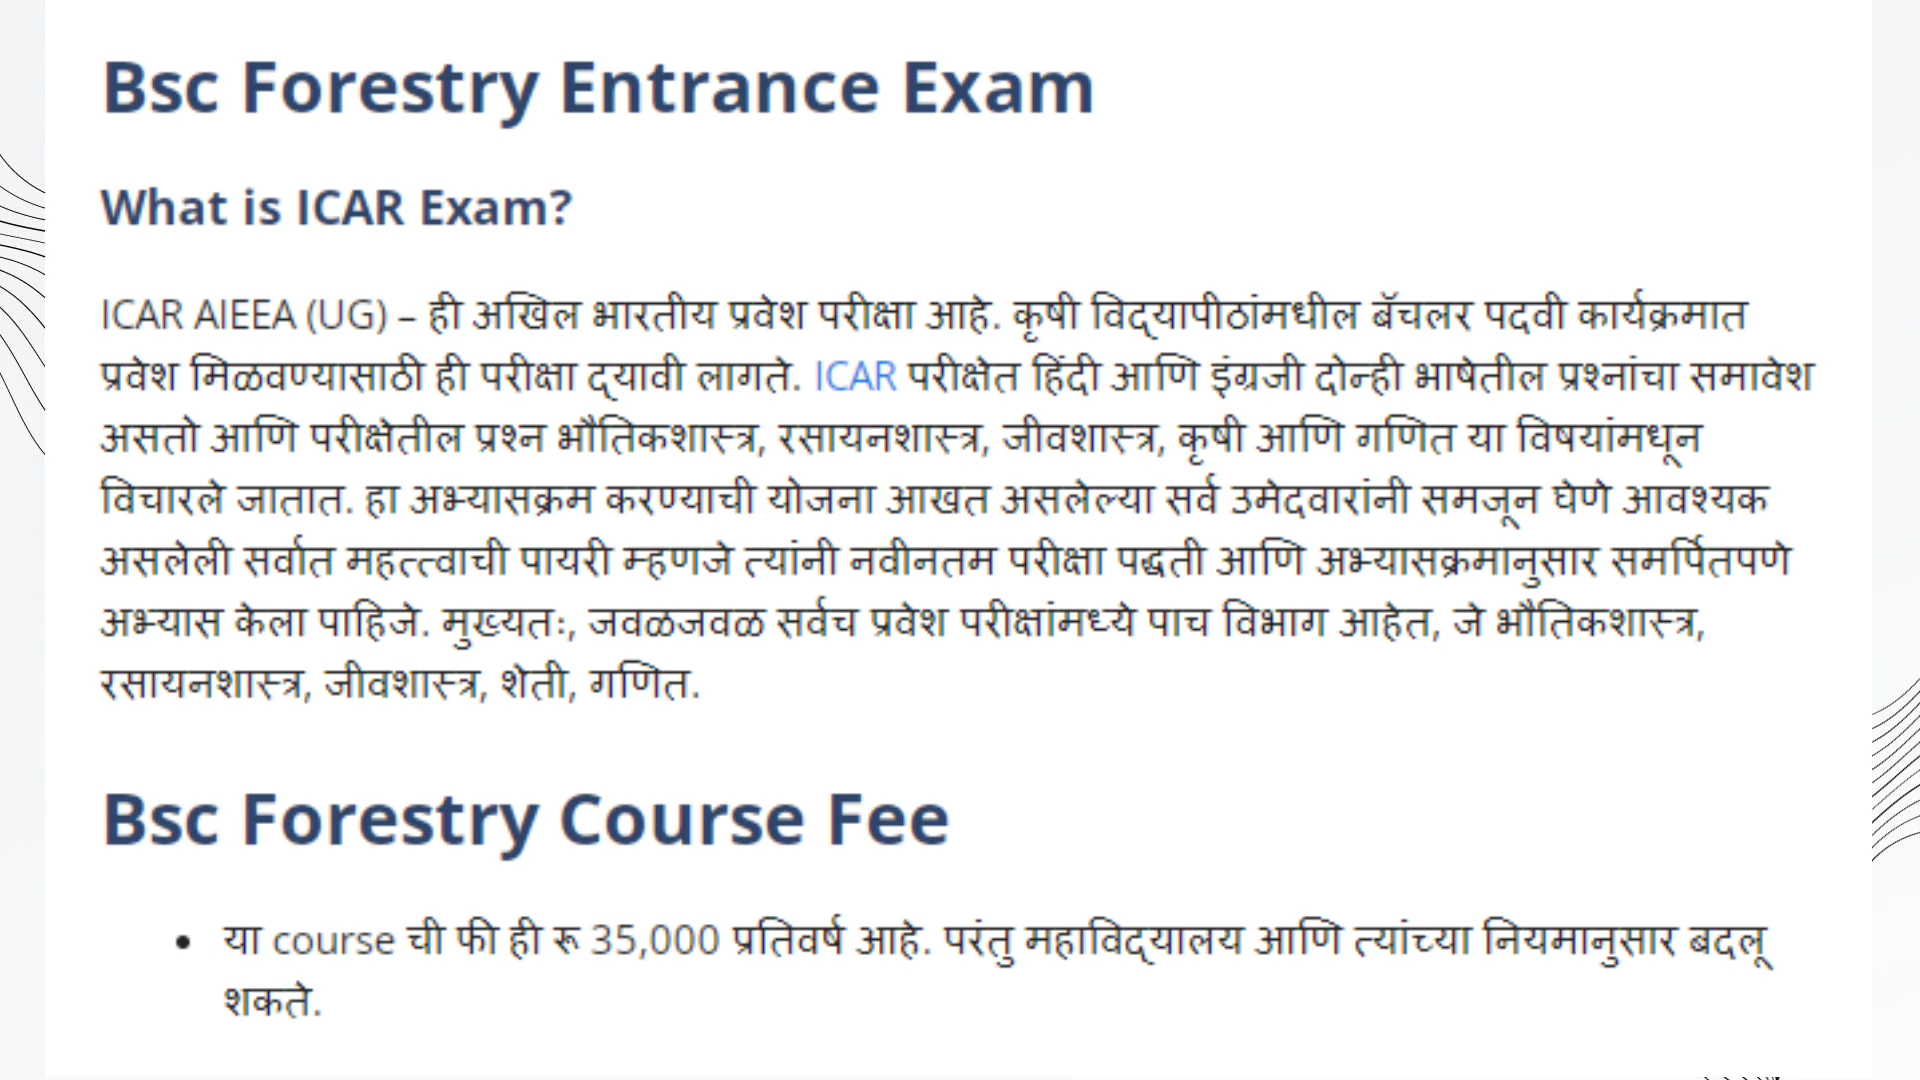 Bsc Forestry Entrance Exam
What is ICAR Exam?
ICAR AIEEA (UG) – ही अखिल भारतीय प्रवेश परीक्षा आहे. कृषी विद्यापीठांमधील बॅचलर पदवी कार्यक्रमात
प्रवेश मिळवण्यासाठी ही परीक्षा द्यावी लागते. ICAR परीक्षेत हिंदी आणि इंग्रजी दोन्ही भाषेतील प्रश्नांचा समावेश
असतो आणि परीक्षेतील प्रश्न भौतिकशास्त्र, रसायनशास्त्र, जीवशास्त्र, कृषी आणि गणित या विषयांमधून
विचारले जातात. हा अभ्यासक्रम करण्याची योजना आखत असलेल्या सर्व उमेदवारांनी समजून घेणे आवश्यक
असलेली सर्वात महत्त्वाची पायरी म्हणजे त्यांनी नवीनतम परीक्षा पद्धती आणि अभ्यासक्रमानुसार समर्पितपणे
अभ्यास केला पाहिजे. मुख्यतः, जवळजवळ सर्वच प्रवेश परीक्षांमध्ये पाच विभाग आहेत, जे भौतिकशास्त्र,
रसायनशास्त्र, जीवशास्त्र, शेती, गणित.
Bsc Forestry Course Fee
• या course ची फी ही रू 35,000 प्रतिवर्ष आहे. परंतु महाविद्यालय आणि त्यांच्या नियमानुसार बदलू
शकते.